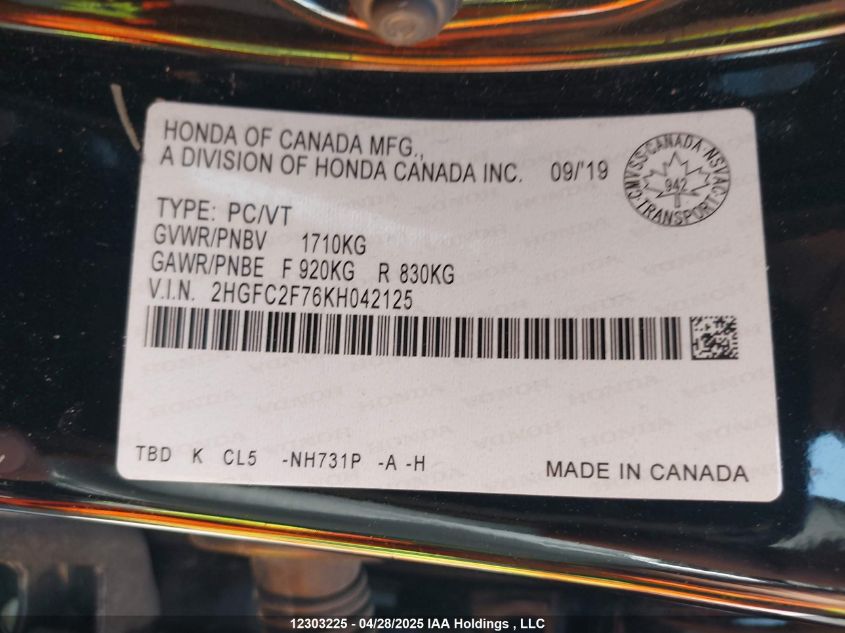 HONDA OF CANADA MFG.,
A DIVISION OF HONDA CANADA INC. 09/'19
CANADA
CNVSS NSVAC
942
TRANSPORT
TYPE: PC/VT
GVWR/PNBV 1710KG
GAWR/PNBE F 920KG R 830KG
V.I.N. 2HGFC2F76KH042125
TBD K CL5 -NH731P -A -H
MADE IN CANADA
12303225 - 04/28/2025 IAA Holdings , LLC